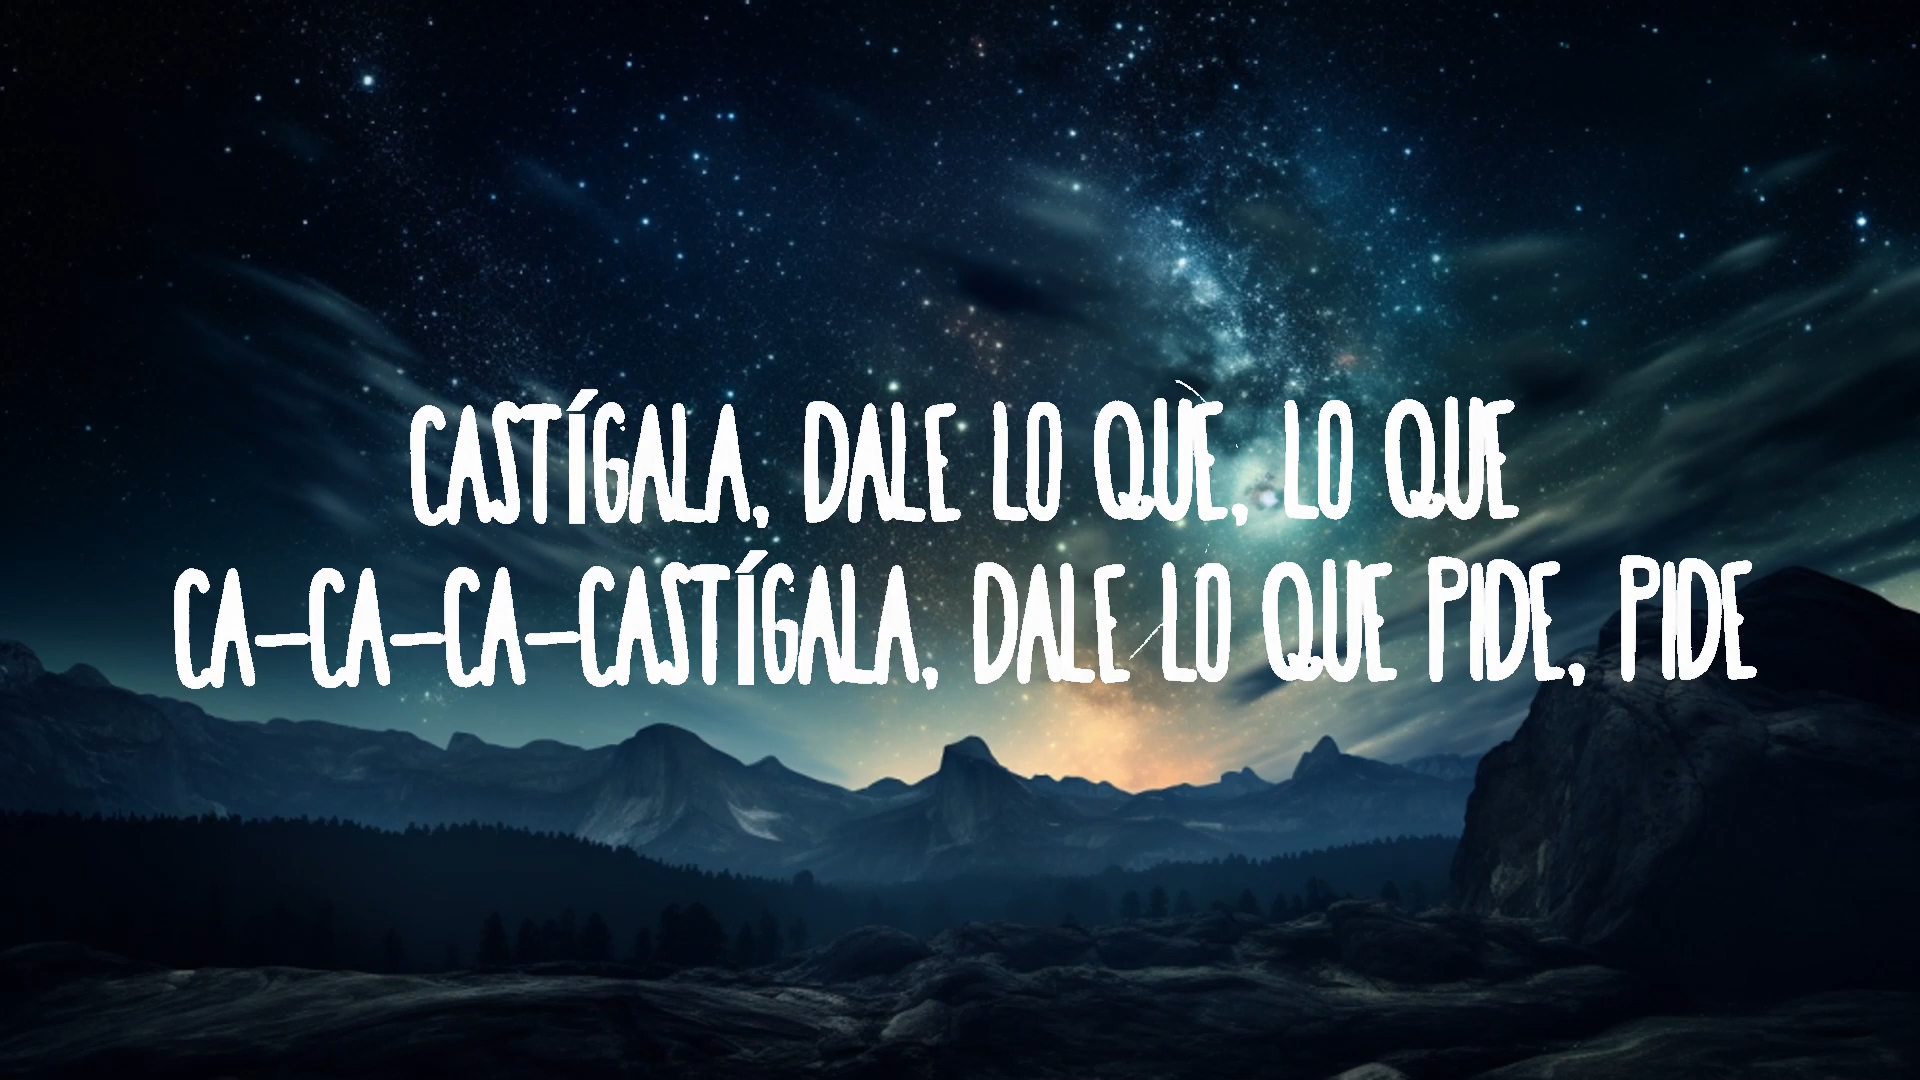 CASTÍGALA, DALE LO QUE, LO QUE
CA-CA-CA-CASTÍGALA, DALE LO QUE PIDE, PIDE